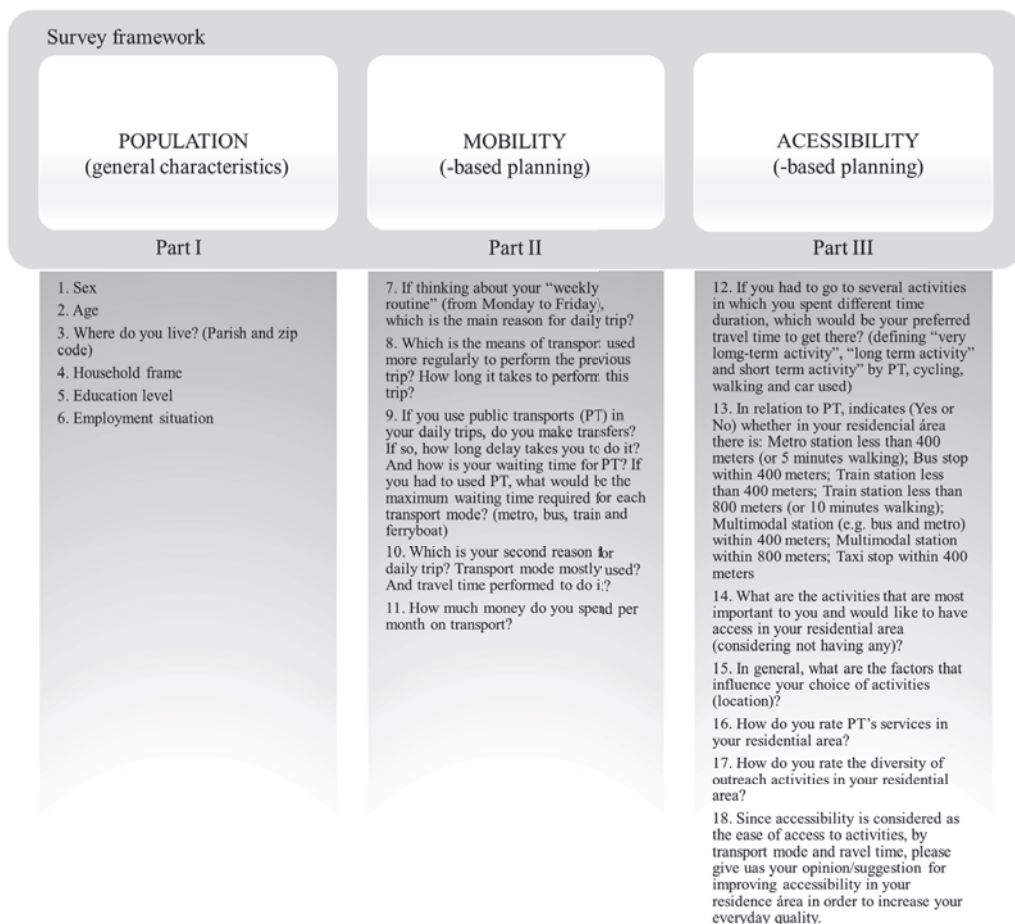 Survey framework
POPULATION
(general characteristics)
Part I
1. Sex
2. Age
3. Where do you live? (Parish and zip
code)
4. Household frame
5. Education level
6. Employment situation
MOBILITY
(-based planning)
Part II
7. If thinking about your “weekly
routine” (from Monday to Friday),
which is the main reason for daily trip?
8. Which is the means of transport used
more regularly to perform the previous
trip? How long it takes to perform this
trip?
9. If you use public transports (PT) in
your daily trips, do you make transfers?
If so, how long delay takes you to do it?
And how is your waiting time for PT? If
you had to used PT, what would be the
maximum waiting time required for each
transport mode? (metro, bus, train and
ferryboat)
10. Which is your second reason for
daily trip? Transport mode mostly used?
And travel time performed to do it?
11. How much money do you spend per
month on transport?
ACESSIBILITY
(-based planning)
Part III
12. If you had to go to several activities
in which you spent different time
duration, which would be your preferred
travel time to get there? (defining “very
lomg-term activity”, “long term activity”
and short term activity” by PT, cycling,
walking and car used)
13. In relation to PT, indicates (Yes or
No) whether in your residencial área
there is: Metro station less than 400
meters (or 5 minutes walking); Bus stop
within 400 meters; Train station less
than 400 meters; Train station less than
800 meters (or 10 minutes walking);
Multimodal station (e.g. bus and metro)
within 400 meters; Multimodal station
within 800 meters; Taxi stop within 400
meters
14. What are the activities that are most
important to you and would like to have
access in your residential area
(considering not having any)?
15. In general, what are the factors that
influence your choice of activities
(location)?
16. How do you rate PT’s services in
your residential area?
17. How do you rate the diversity of
outreach activities in your residential
area?
18. Since accessibility is considered as
the ease of access to activities, by
transport mode and ravel time, please
give uas your opinion/suggestion for
improving accessibility in your
residence área in order to increase your
everyday quality.